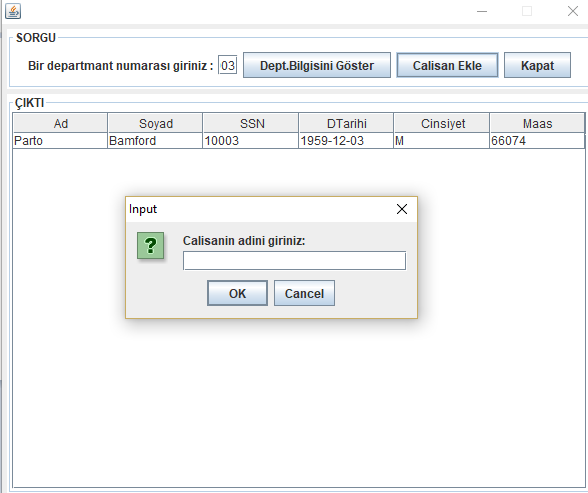 SORGU
Bir departmant numarası giriniz : 03 Dept.Bilgisini Göster Calisan Ekle Kapat
ÇIKTI
Ad Soyad SSN DTarihi Cinsiyet Maas
Parto Bamford 10003 1959-12-03 M 66074
Input
?
Calisanin adini giriniz:
OK Cancel